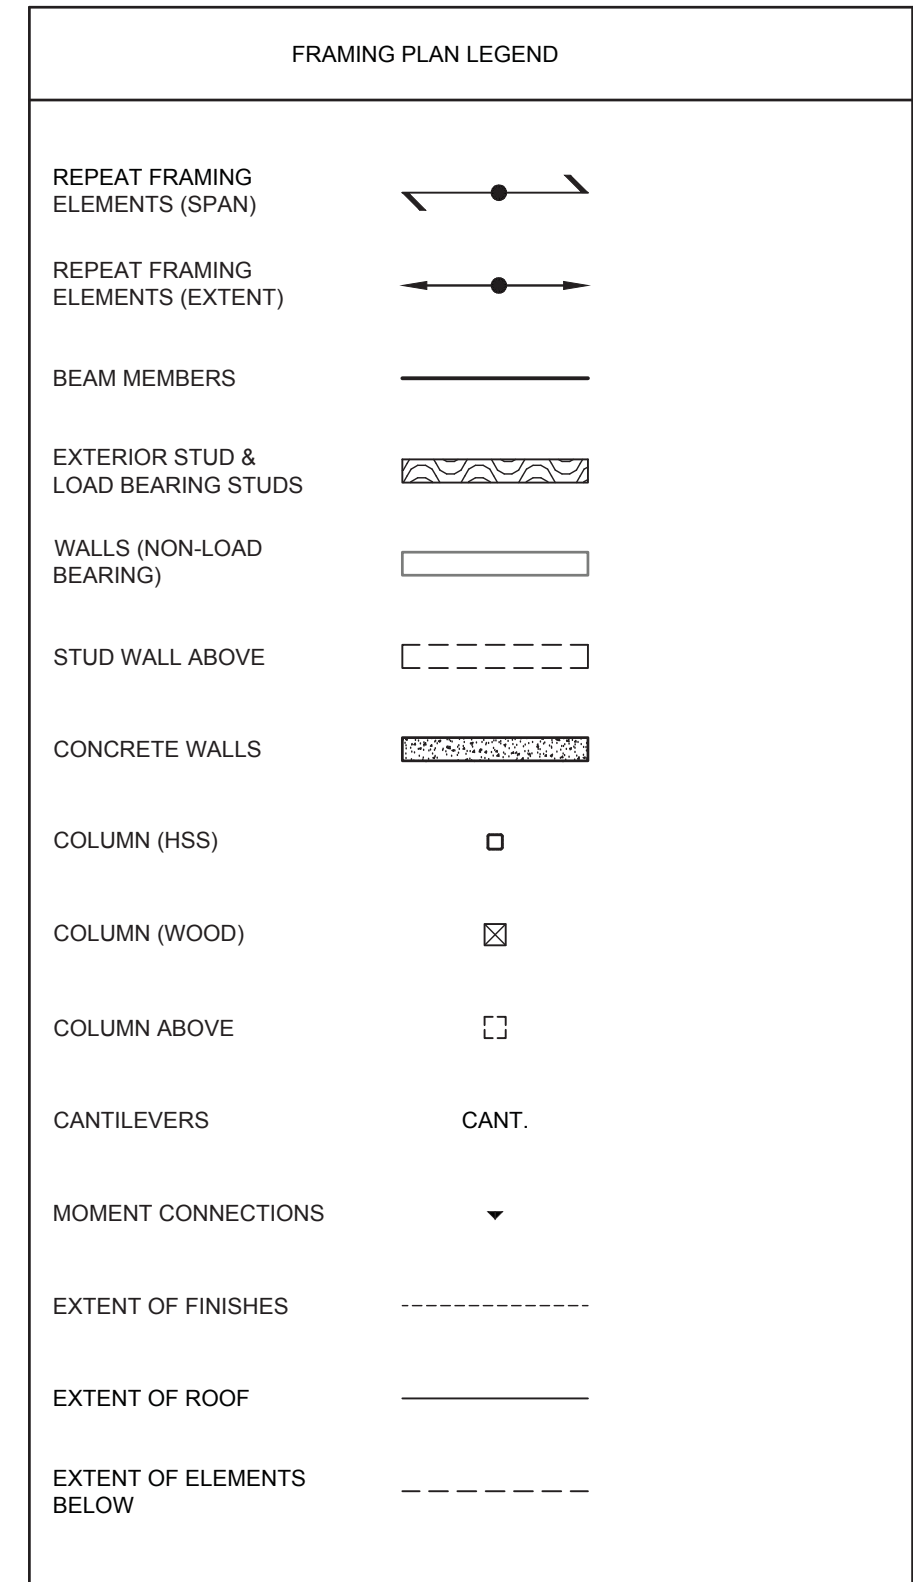 FRAMING PLAN LEGEND
REPEAT FRAMING
ELEMENTS (SPAN)
REPEAT FRAMING
ELEMENTS (EXTENT)
BEAM MEMBERS
EXTERIOR STUD &
LOAD BEARING STUDS
WALLS (NON-LOAD
BEARING)
STUD WALL ABOVE
CONCRETE WALLS
COLUMN (HSS)
COLUMN (WOOD)
COLUMN ABOVE
CANTILEVERS CANT.
MOMENT CONNECTIONS
EXTENT OF FINISHES
EXTENT OF ROOF
EXTENT OF ELEMENTS
BELOW